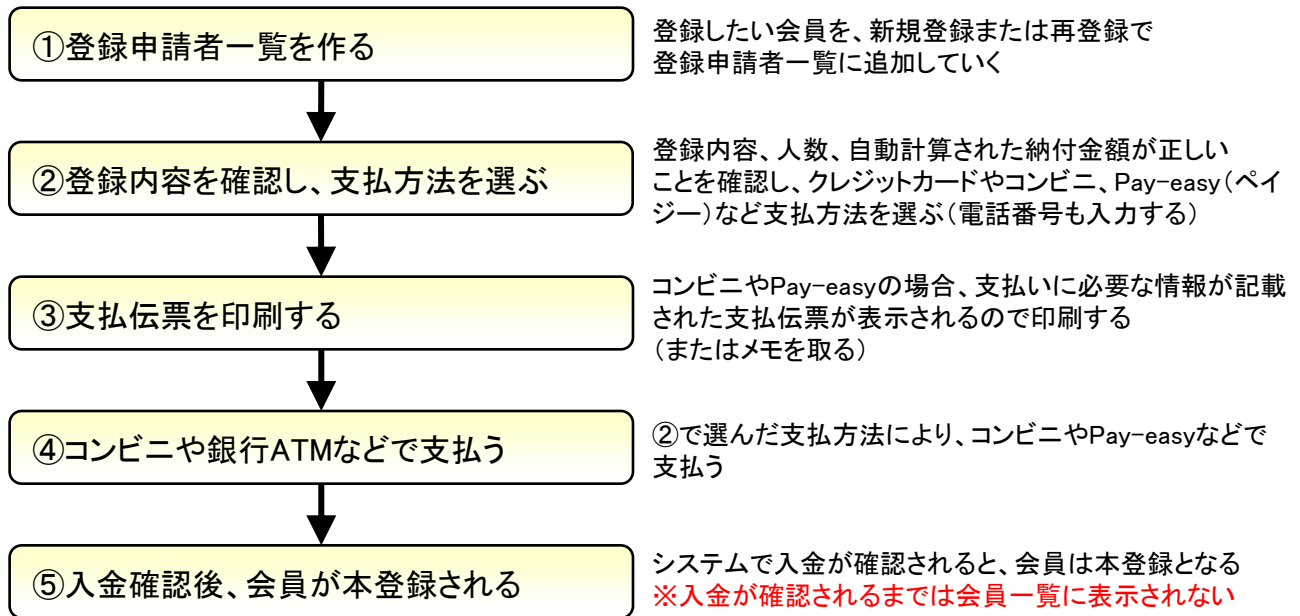 ①登録申請者一覧を作る
登録したい会員を、新規登録または再登録で
登録申請者一覧に追加していく
②登録内容を確認し、支払方法を選ぶ
登録内容、人数、自動計算された納付金額が正しい
ことを確認し、クレジットカードやコンビニ、Pay-easy（ペイ
ジー）など支払方法を選ぶ（電話番号も入力する）
③支払伝票を印刷する
コンビニやPay-easyの場合、支払いに必要な情報が記載
された支払伝票が表示されるので印刷する
（またはメモを取る）
④コンビニや銀行ATMなどで支払う
②で選んだ支払方法により、コンビニやPay-easyなどで
支払う
⑤入金確認後、会員が本登録される
システムで入金が確認されると、会員は本登録となる
※入金が確認されるまでは会員一覧に表示されない